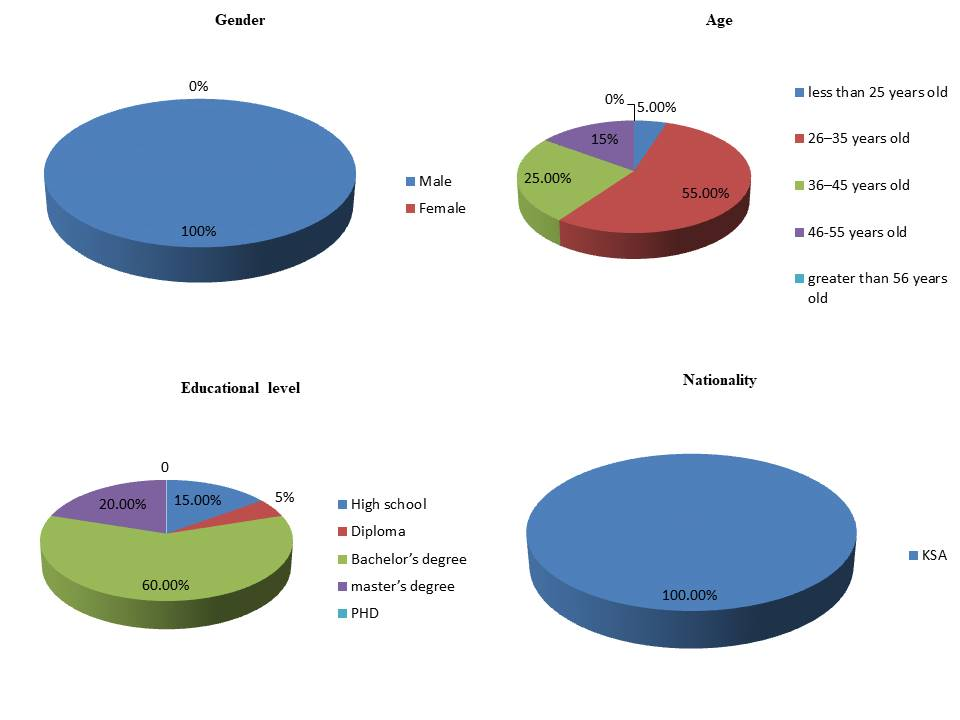 Gender
0%
100%
Male
Female
Age
0%
5.00%
15%
25.00%
55.00%
less than 25 years old
26–35 years old
36–45 years old
46-55 years old
greater than 56 years
old
Educational level
0
20.00%
15.00%
5%
60.00%
High school
Diploma
Bachelor’s degree
master’s degree
PHD
Nationality
100.00%
KSA